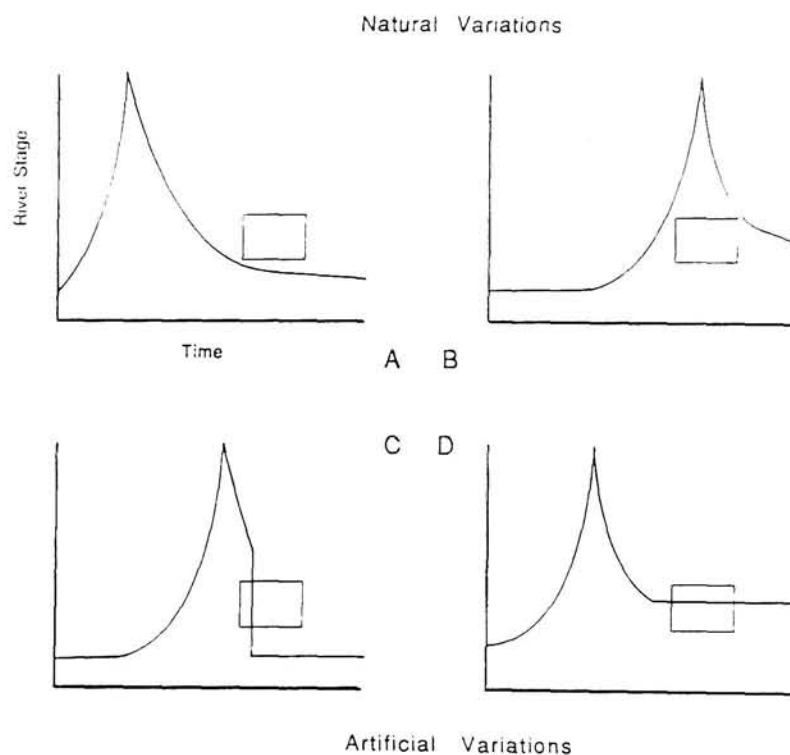 Natural Variations
River Stage
Time
A B
C D
Artificial Variations